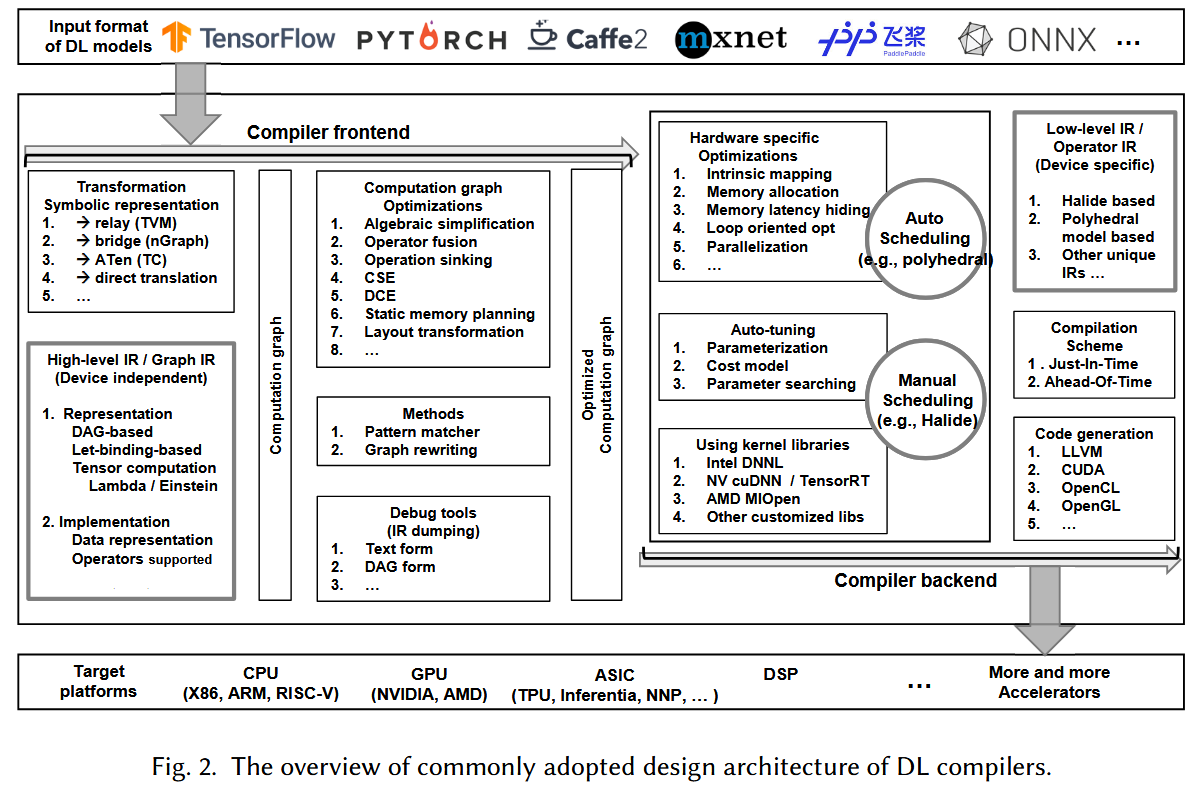 Input format
of DL models
TensorFlow
PYTORCH
Caffe2
mxnet
飞桨
PaddlePaddle
ONNX
...
Compiler frontend
Transformation
Symbolic representation
1. → relay (TVM)
2. → bridge (nGraph)
3. → ATen (TC)
4. → direct translation
5. ...
High-level IR / Graph IR
(Device independent)
1. Representation
DAG-based
Let-binding-based
Tensor computation
Lambda / Einstein
2. Implementation
Data representation
Operators supported
Computation graph
Computation graph
Optimizations
1. Algebraic simplification
2. Operator fusion
3. Operation sinking
4. CSE
5. DCE
6. Static memory planning
7. Layout transformation
8. ...
Methods
1. Pattern matcher
2. Graph rewriting
Debug tools
(IR dumping)
1. Text form
2. DAG form
3. ...
Optimized
Computation graph
Hardware specific
Optimizations
1. Intrinsic mapping
2. Memory allocation
3. Memory latency hiding
4. Loop oriented opt
5. Parallelization
6. ...
Auto
Scheduling
(e.g., polyhedral)
Auto-tuning
1. Parameterization
2. Cost model
3. Parameter searching
Manual
Scheduling
(e.g., Halide)
Using kernel libraries
1. Intel DNNL
2. NV cuDNN / TensorRT
3. AMD MIOpen
4. Other customized libs
Low-level IR /
Operator IR
(Device specific)
1. Halide based
2. Polyhedral
model based
3. Other unique
IRs ...
Compilation
Scheme
1 . Just-In-Time
2. Ahead-Of-Time
Code generation
1. LLVM
2. CUDA
3. OpenCL
4. OpenGL
5. ...
Compiler backend
Target
platforms
CPU
(X86, ARM, RISC-V)
GPU
(NVIDIA, AMD)
ASIC
(TPU, Inferentia, NNP, ... )
DSP
...
More and more
Accelerators
Fig. 2. The overview of commonly adopted design architecture of DL compilers.